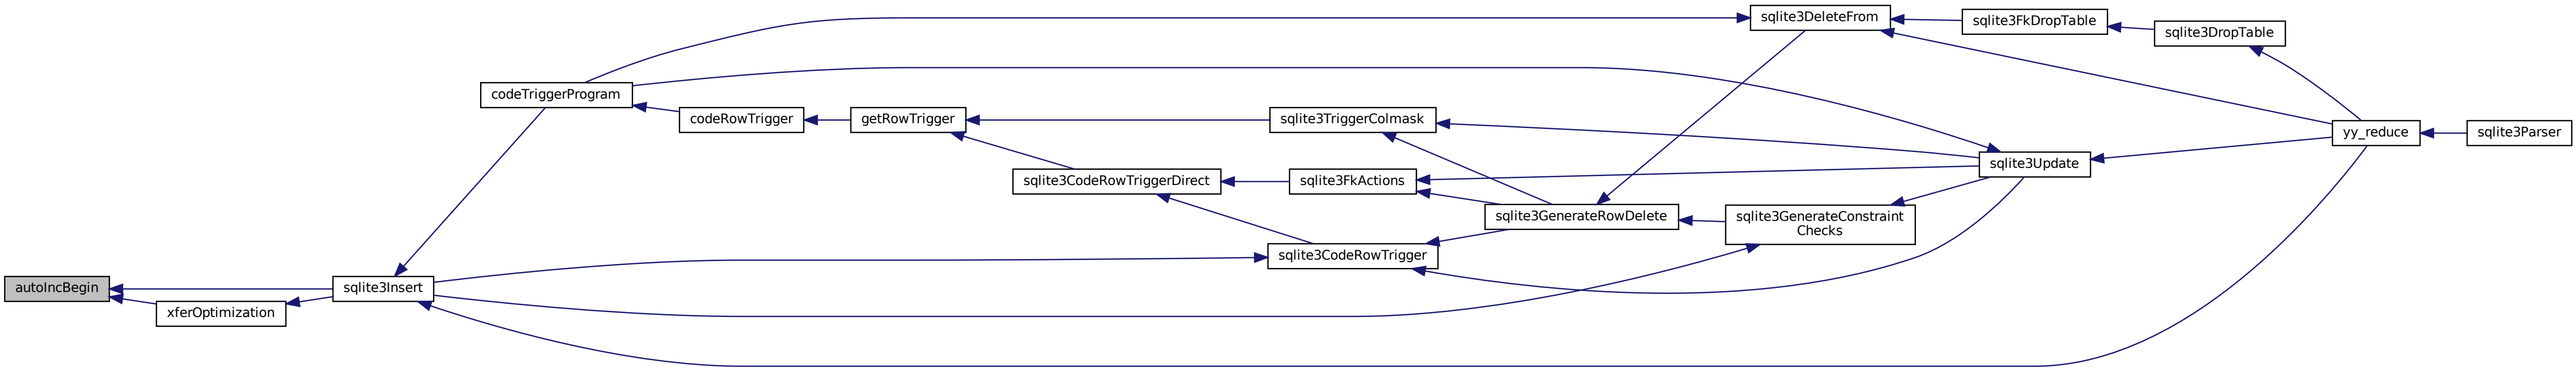 autoIncBegin
sqlite3Insert
xferOptimization
codeTriggerProgram
codeRowTrigger
getRowTrigger
sqlite3CodeRowTriggerDirect
sqlite3TriggerColmask
sqlite3FkActions
sqlite3CodeRowTrigger
sqlite3GenerateRowDelete
sqlite3DeleteFrom
sqlite3GenerateConstraint
Checks
sqlite3FkDropTable
sqlite3DropTable
sqlite3Update
yy_reduce
sqlite3Parser